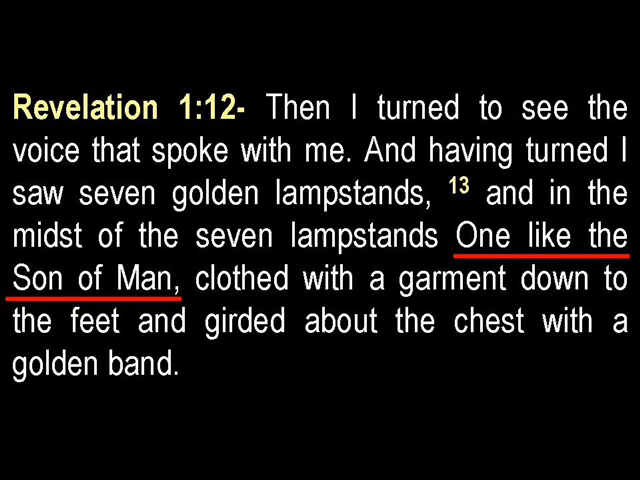 Revelation 1:12- Then I turned to see the
voice that spoke with me. And having turned I
saw seven golden lampstands, 13 and in the
midst of the seven lampstands One like the
Son of Man, clothed with a garment down to
the feet and girded about the chest with a
golden band.